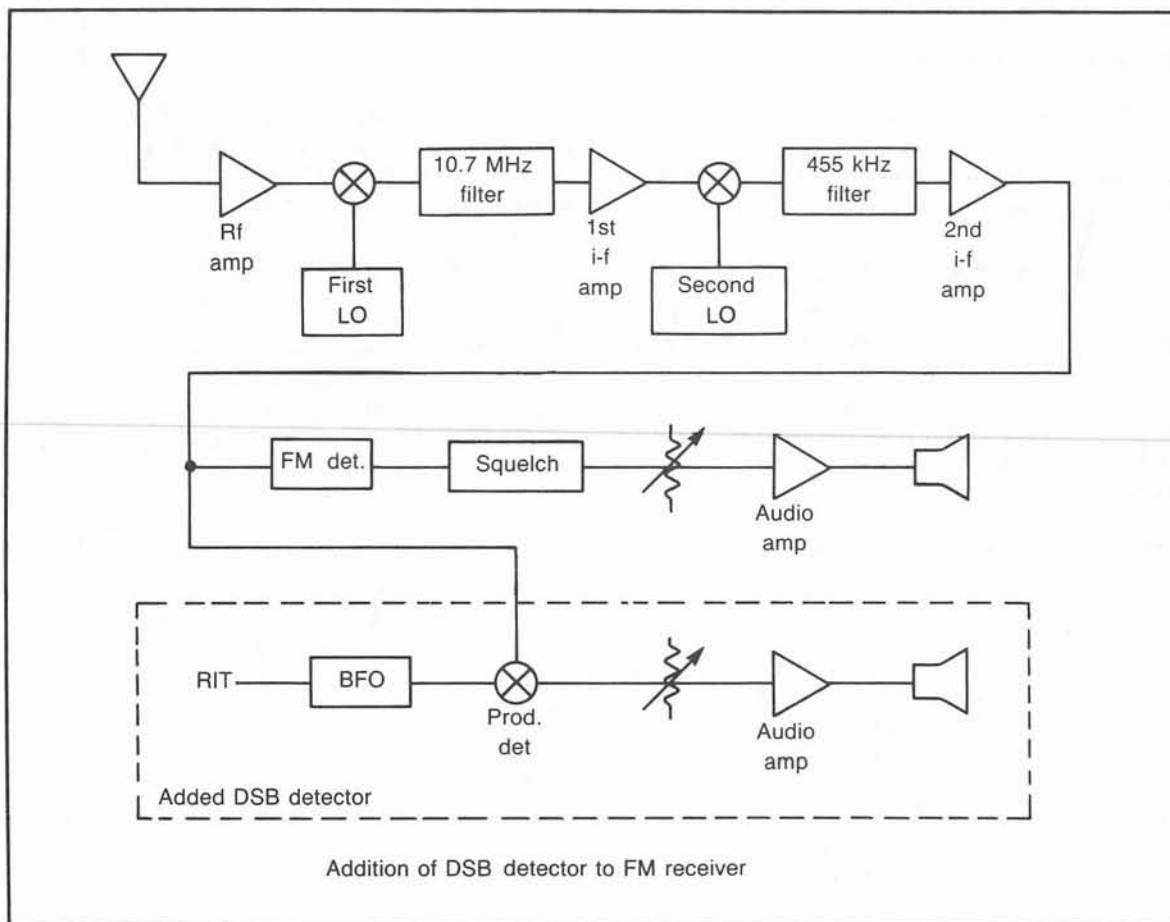 10.7 MHz
filter
455 kHz
filter
Rf
amp
1st
i-f
amp
2nd
i-f
amp
First
LO
Second
LO
FM det.
Squelch
Audio
amp
RIT
BFO
Prod.
det
Audio
amp
Added DSB detector
Addition of DSB detector to FM receiver